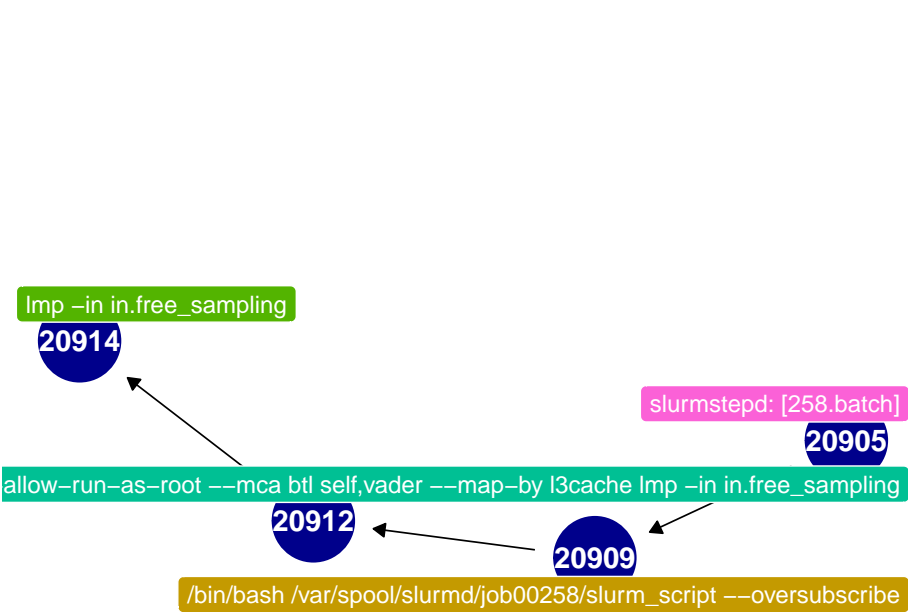 lmp −in in.free_sampling
20914
slurmstepd: [258.batch]
20905
allow−run−as−root −−mca btl self,vader −−map−by l3cache lmp −in in.free_sampling
20912
20909
/bin/bash /var/spool/slurmd/job00258/slurm_script −−oversubscribe